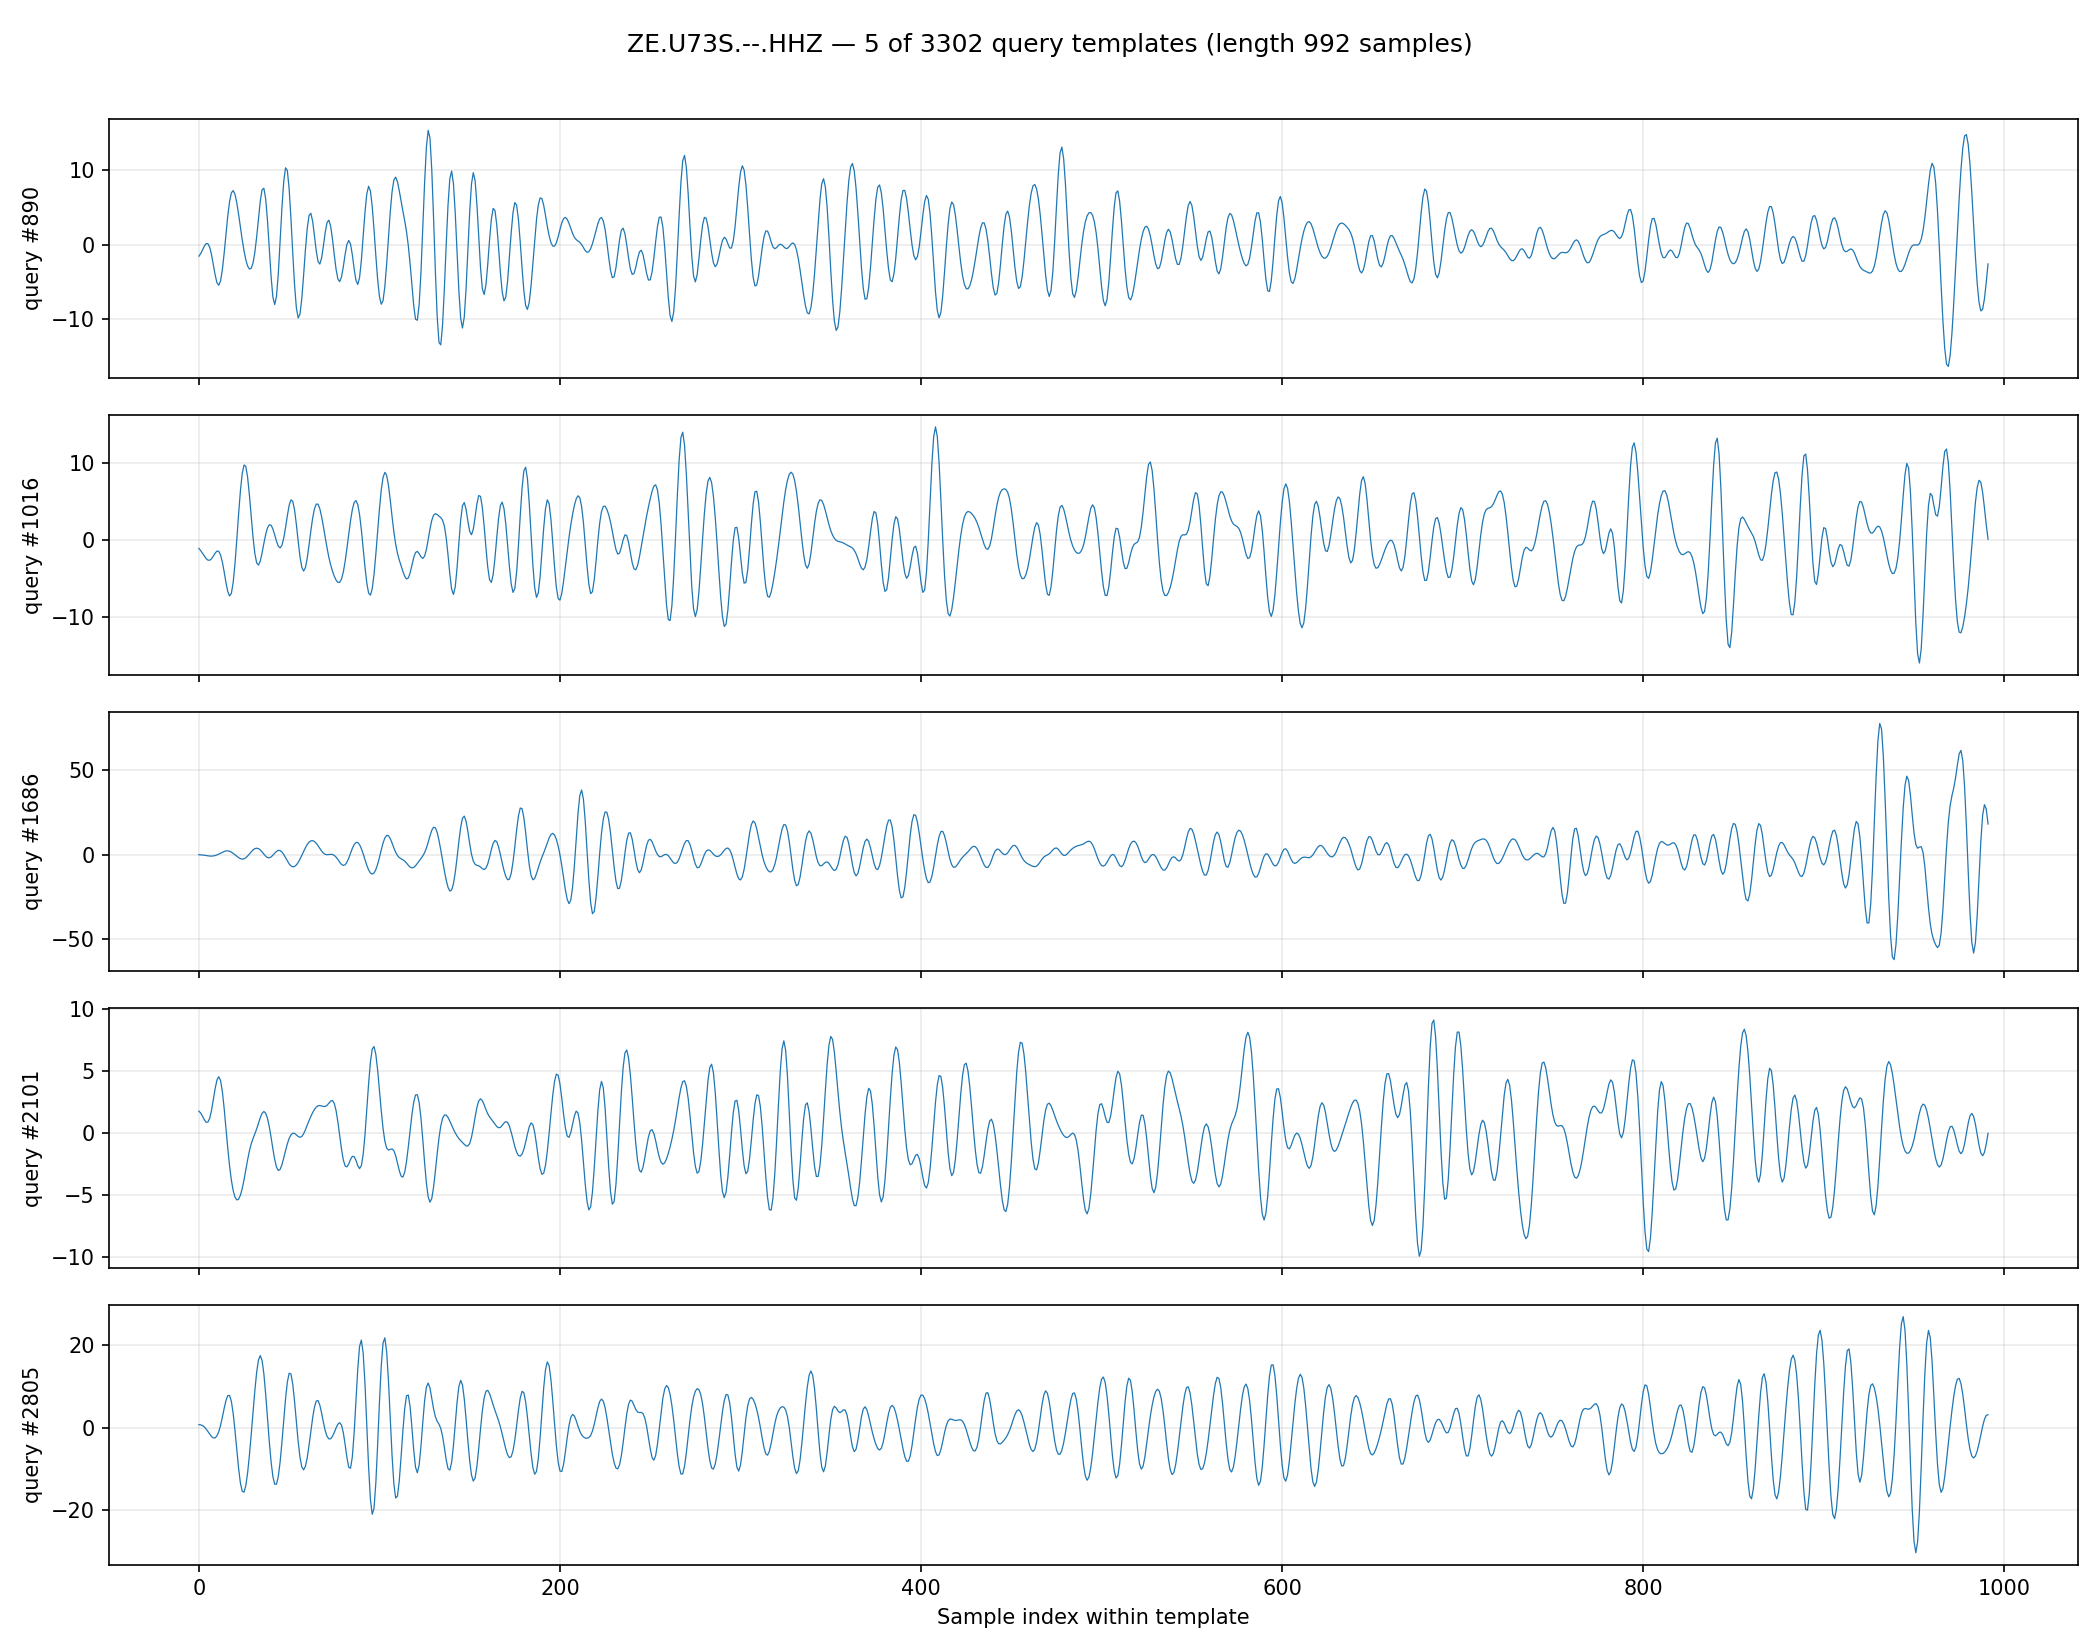 ZE.U73S.--.HHZ — 5 of 3302 query templates (length 992 samples)
query #890
10
0
−10
query #1016
10
0
−10
query #1686
50
0
−50
query #2101
10
5
0
−5
−10
query #2805
20
0
−20
0 200 400 600 800 1000
Sample index within template